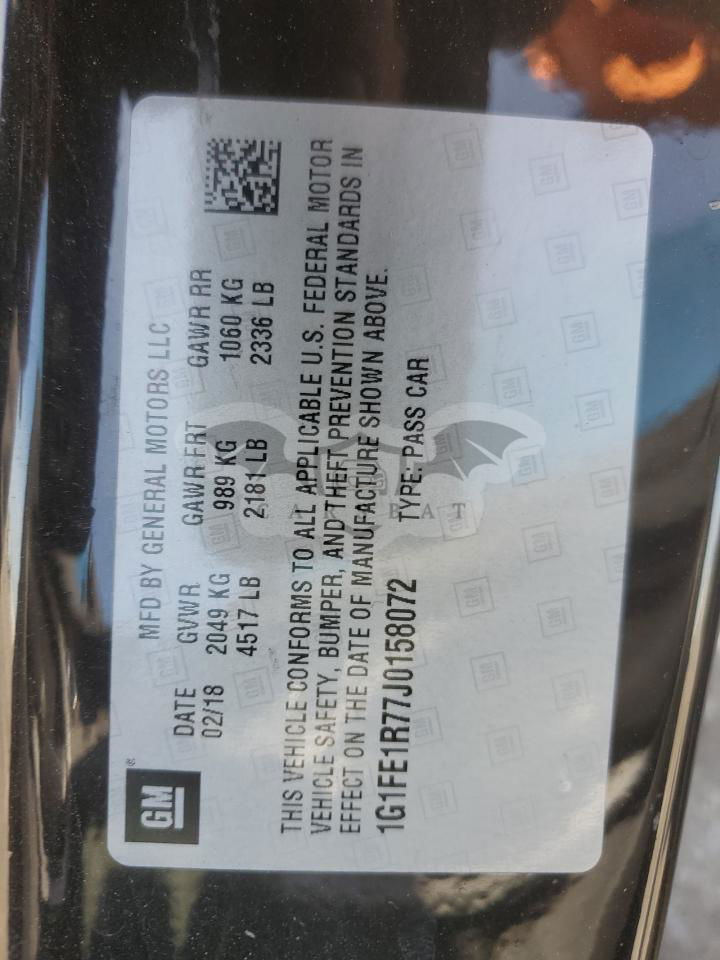 GM
MFD BY GENERAL MOTORS LLC
DATE GVWR GAWR FRT GAWR RR
02/18 2049 KG 989 KG 1060 KG
4517 LB 2181 LB 2336 LB
THIS VEHICLE CONFORMS TO ALL APPLICABLE U.S. FEDERAL MOTOR
VEHICLE SAFETY, BUMPER, AND THEFT PREVENTION STANDARDS IN
EFFECT ON THE DATE OF MANUFACTURE SHOWN ABOVE.
1G1FE1R77J0158072 TYPE: PASS CAR